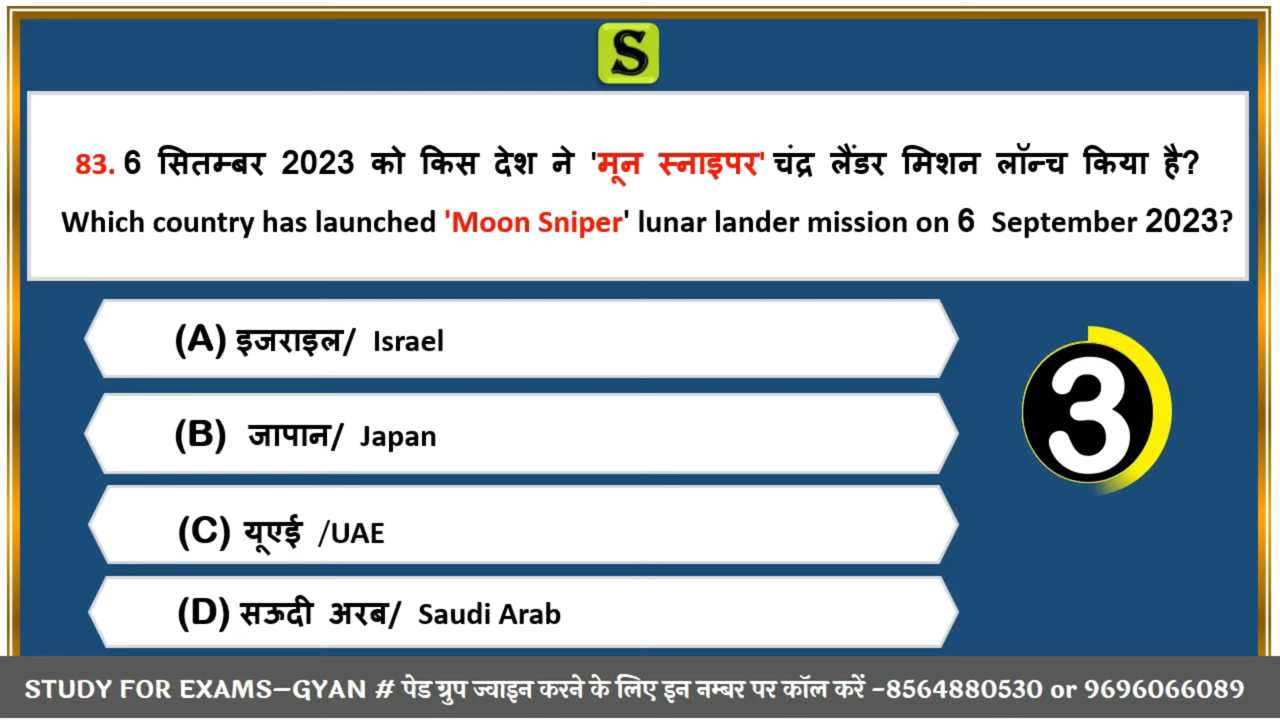 S
83. 6 सितम्बर 2023 को किस देश ने 'मून स्नाइपर' चंद्र लैंडर मिशन लॉन्च किया है?
Which country has launched 'Moon Sniper' lunar lander mission on 6 September 2023?
(A) इजराइल/ Israel
(B) जापान/ Japan
3
(C) यूएई /UAE
(D) सऊदी अरब/ Saudi Arab
STUDY FOR EXAMS-GYAN # पेड ग्रुप ज्वाइन करने के लिए इन नम्बर पर कॉल करें -8564880530 or 9696066089